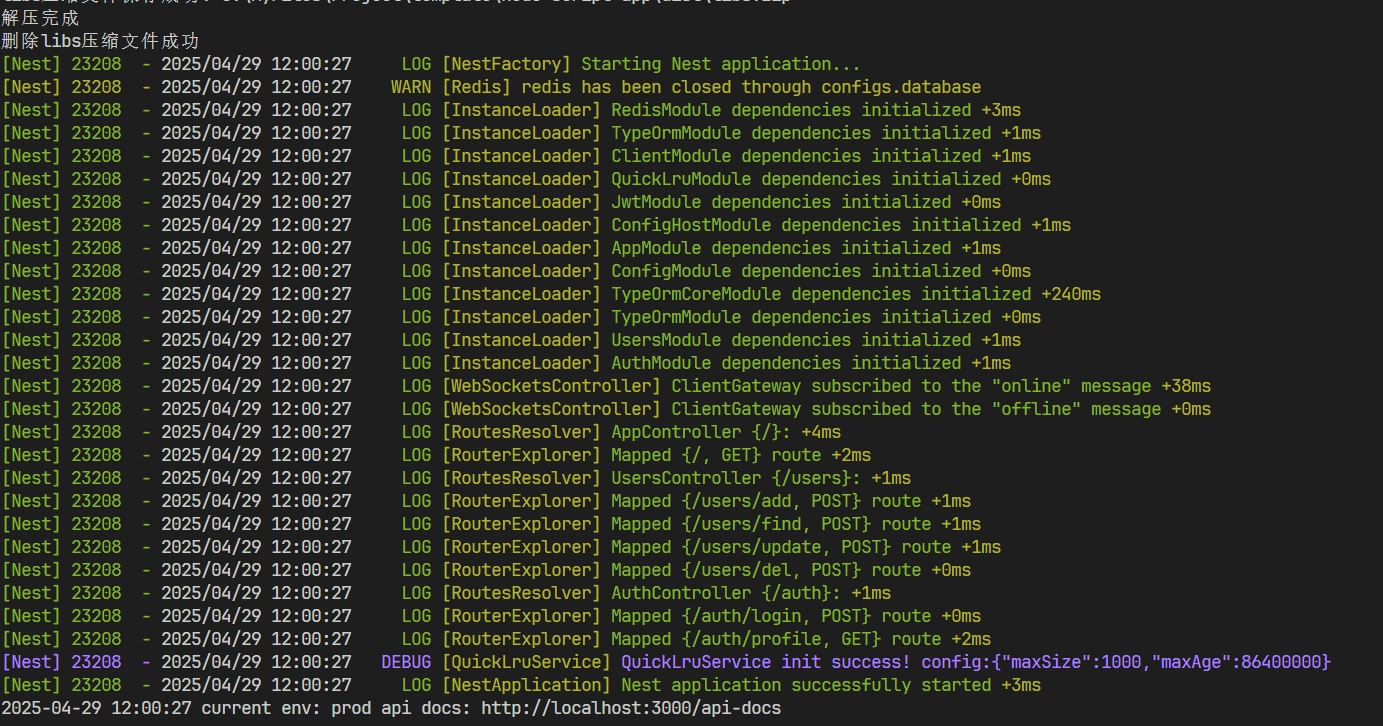 解压完成
删除libs压缩文件成功
[Nest] 23208  - 2025/04/29 12:00:27     LOG [NestFactory] Starting Nest application...
[Nest] 23208  - 2025/04/29 12:00:27    WARN [Redis] redis has been closed through configs.database
[Nest] 23208  - 2025/04/29 12:00:27     LOG [InstanceLoader] RedisModule dependencies initialized +3ms
[Nest] 23208  - 2025/04/29 12:00:27     LOG [InstanceLoader] TypeOrmModule dependencies initialized +1ms
[Nest] 23208  - 2025/04/29 12:00:27     LOG [InstanceLoader] ClientModule dependencies initialized +1ms
[Nest] 23208  - 2025/04/29 12:00:27     LOG [InstanceLoader] QuickLruModule dependencies initialized +0ms
[Nest] 23208  - 2025/04/29 12:00:27     LOG [InstanceLoader] JwtModule dependencies initialized +0ms
[Nest] 23208  - 2025/04/29 12:00:27     LOG [InstanceLoader] ConfigHostModule dependencies initialized +1ms
[Nest] 23208  - 2025/04/29 12:00:27     LOG [InstanceLoader] AppModule dependencies initialized +1ms
[Nest] 23208  - 2025/04/29 12:00:27     LOG [InstanceLoader] ConfigModule dependencies initialized +0ms
[Nest] 23208  - 2025/04/29 12:00:27     LOG [InstanceLoader] TypeOrmCoreModule dependencies initialized +240ms
[Nest] 23208  - 2025/04/29 12:00:27     LOG [InstanceLoader] TypeOrmModule dependencies initialized +0ms
[Nest] 23208  - 2025/04/29 12:00:27     LOG [InstanceLoader] UsersModule dependencies initialized +1ms
[Nest] 23208  - 2025/04/29 12:00:27     LOG [InstanceLoader] AuthModule dependencies initialized +1ms
[Nest] 23208  - 2025/04/29 12:00:27     LOG [WebSocketsController] ClientGateway subscribed to the "online" message +38ms
[Nest] 23208  - 2025/04/29 12:00:27     LOG [WebSocketsController] ClientGateway subscribed to the "offline" message +0ms
[Nest] 23208  - 2025/04/29 12:00:27     LOG [RoutesResolver] AppController {/}: +4ms
[Nest] 23208  - 2025/04/29 12:00:27     LOG [RouterExplorer] Mapped {/, GET} route +2ms
[Nest] 23208  - 2025/04/29 12:00:27     LOG [RoutesResolver] UsersController {/users}: +1ms
[Nest] 23208  - 2025/04/29 12:00:27     LOG [RouterExplorer] Mapped {/users/add, POST} route +1ms
[Nest] 23208  - 2025/04/29 12:00:27     LOG [RouterExplorer] Mapped {/users/find, POST} route +1ms
[Nest] 23208  - 2025/04/29 12:00:27     LOG [RouterExplorer] Mapped {/users/update, POST} route +1ms
[Nest] 23208  - 2025/04/29 12:00:27     LOG [RouterExplorer] Mapped {/users/del, POST} route +0ms
[Nest] 23208  - 2025/04/29 12:00:27     LOG [RoutesResolver] AuthController {/auth}: +1ms
[Nest] 23208  - 2025/04/29 12:00:27     LOG [RouterExplorer] Mapped {/auth/login, POST} route +0ms
[Nest] 23208  - 2025/04/29 12:00:27     LOG [RouterExplorer] Mapped {/auth/profile, GET} route +2ms
[Nest] 23208  - 2025/04/29 12:00:27   DEBUG [QuickLruService] QuickLruService init success! config:{"maxSize":1000,"maxAge":86400000}
[Nest] 23208  - 2025/04/29 12:00:27     LOG [NestApplication] Nest application successfully started +3ms
2025-04-29 12:00:27 current env: prod api docs: http://localhost:3000/api-docs